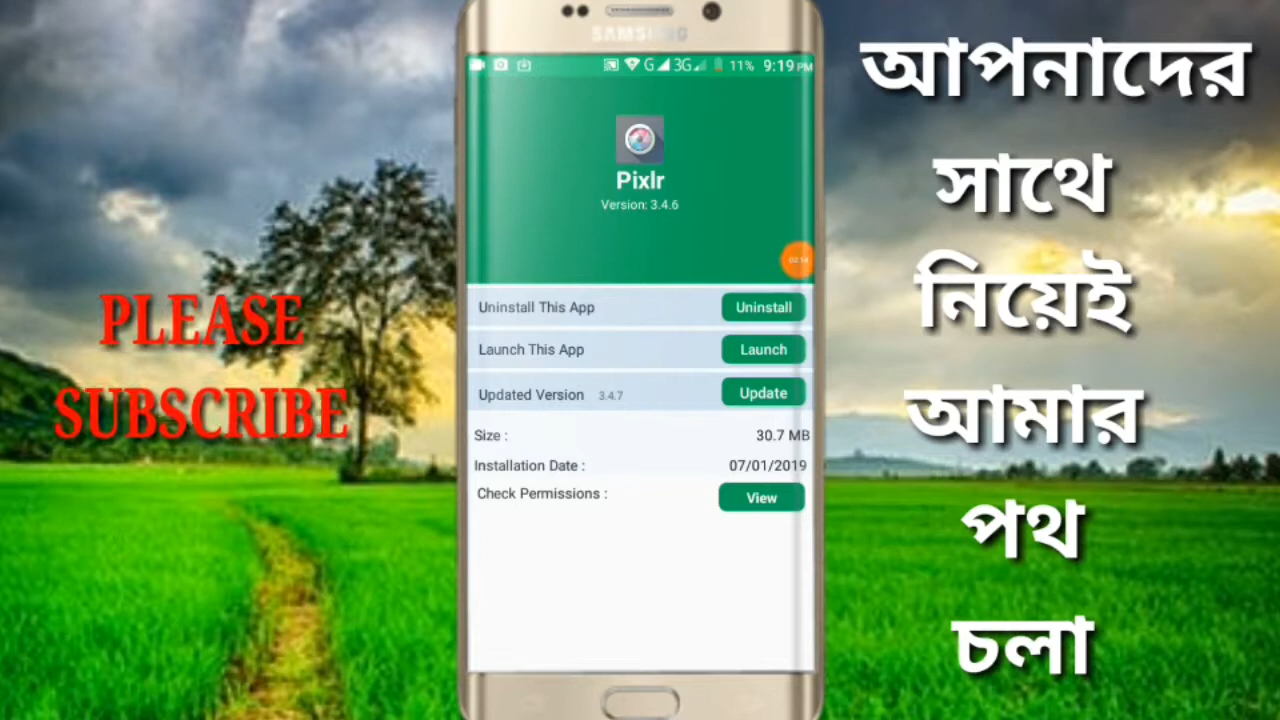 SAMSUNG
G 3G 11% 9:19 PM
Pixlr
Version: 3.4.6
02:14
Uninstall This App Uninstall
Launch This App Launch
Updated Version 3.4.7 Update
Size : 30.7 MB
Installation Date : 07/01/2019
Check Permissions : View
PLEASE
SUBSCRIBE
আপনাদের
সাথে
নিয়েই
আমার
পথ
চলা